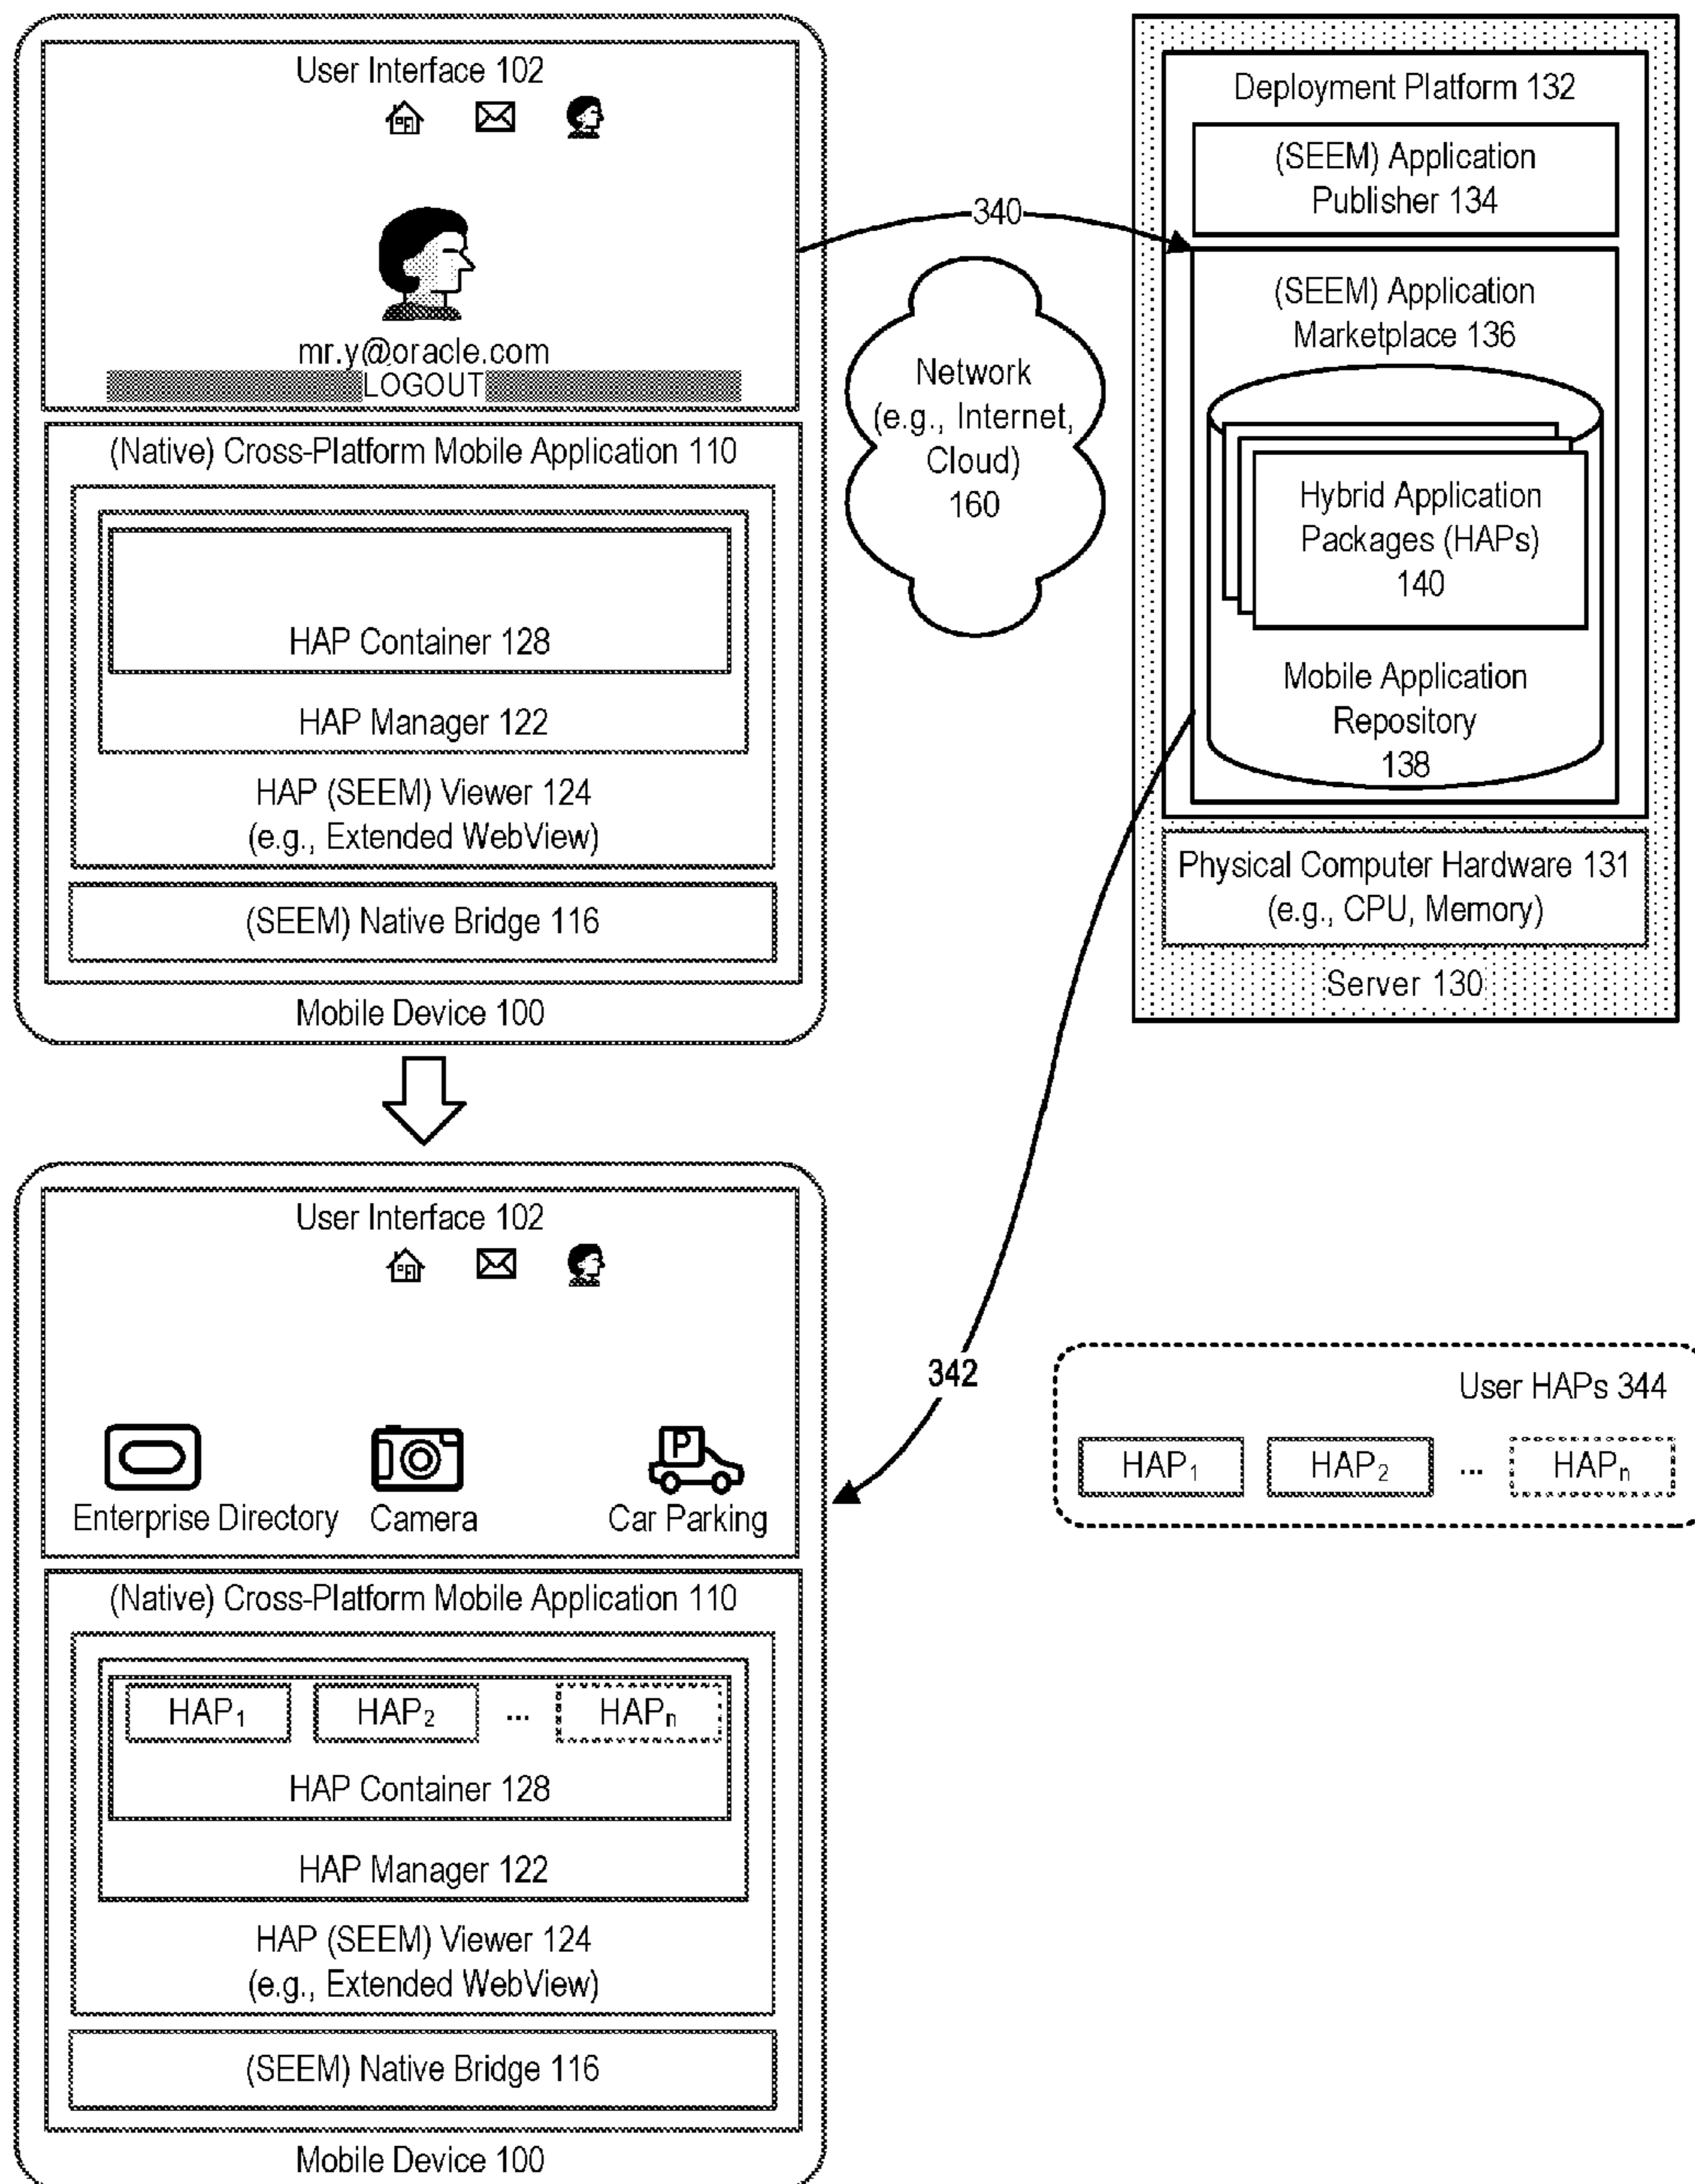 User Interface 102
mr.y@oracle.com
LOGOUT
(Native) Cross-Platform Mobile Application 110
HAP Container 128
HAP Manager 122
HAP (SEEM) Viewer 124
(e.g., Extended WebView)
(SEEM) Native Bridge 116
Mobile Device 100
340
Network
(e.g., Internet,
Cloud)
160
Deployment Platform 132
(SEEM) Application
Publisher 134
(SEEM) Application
Marketplace 136
Hybrid Application
Packages (HAPs)
140
Mobile Application
Repository
138
Physical Computer Hardware 131
(e.g., CPU, Memory)
Server 130
User Interface 102
P
Enterprise Directory
Camera
Car Parking
(Native) Cross-Platform Mobile Application 110
HAP₁
HAP₂
...
HAPₙ
HAP Container 128
HAP Manager 122
HAP (SEEM) Viewer 124
(e.g., Extended WebView)
(SEEM) Native Bridge 116
Mobile Device 100
342
User HAPs 344
HAP₁
HAP₂
...
HAPₙ